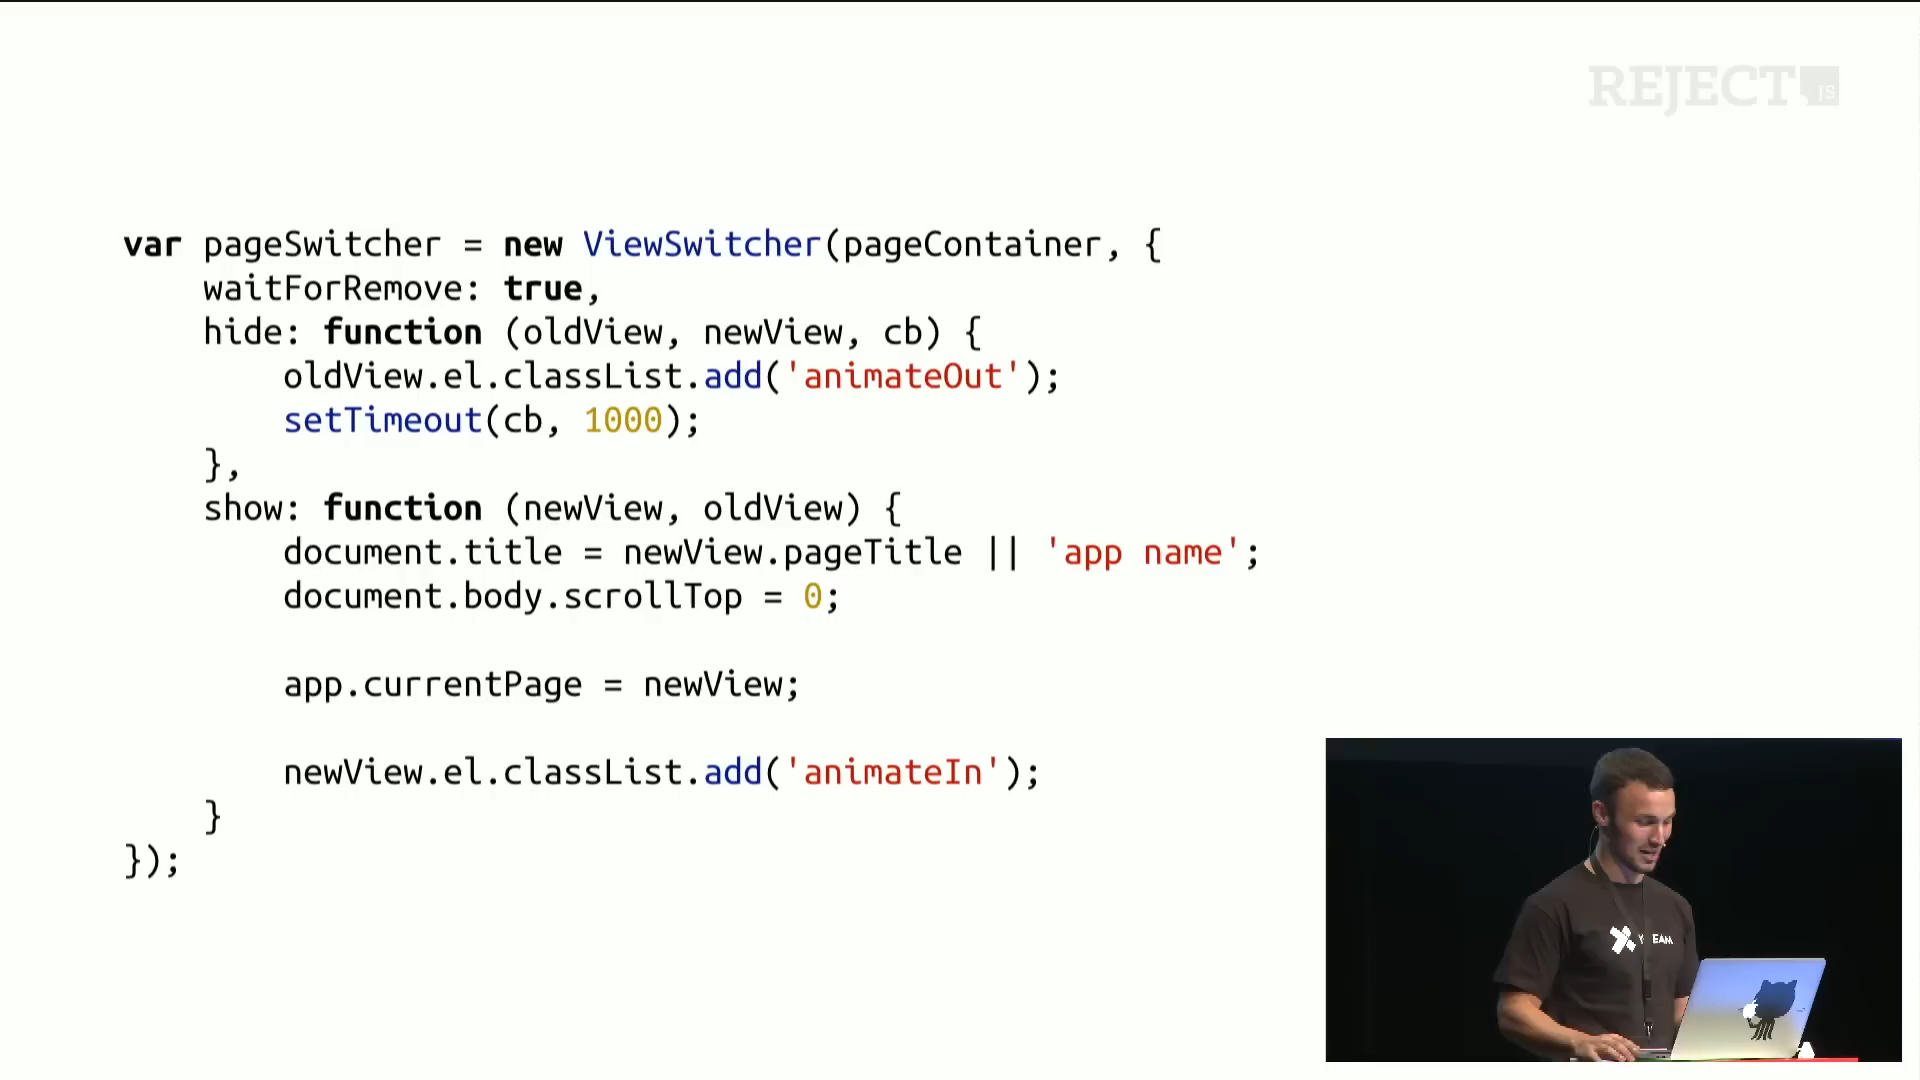 REJECT JS
var pageSwitcher = new ViewSwitcher(pageContainer, {
    waitForRemove: true,
    hide: function (oldView, newView, cb) {
        oldView.el.classList.add('animateOut');
        setTimeout(cb, 1000);
    },
    show: function (newView, oldView) {
        document.title = newView.pageTitle || 'app name';
        document.body.scrollTop = 0;
        app.currentPage = newView;
        newView.el.classList.add('animateIn');
    }
});